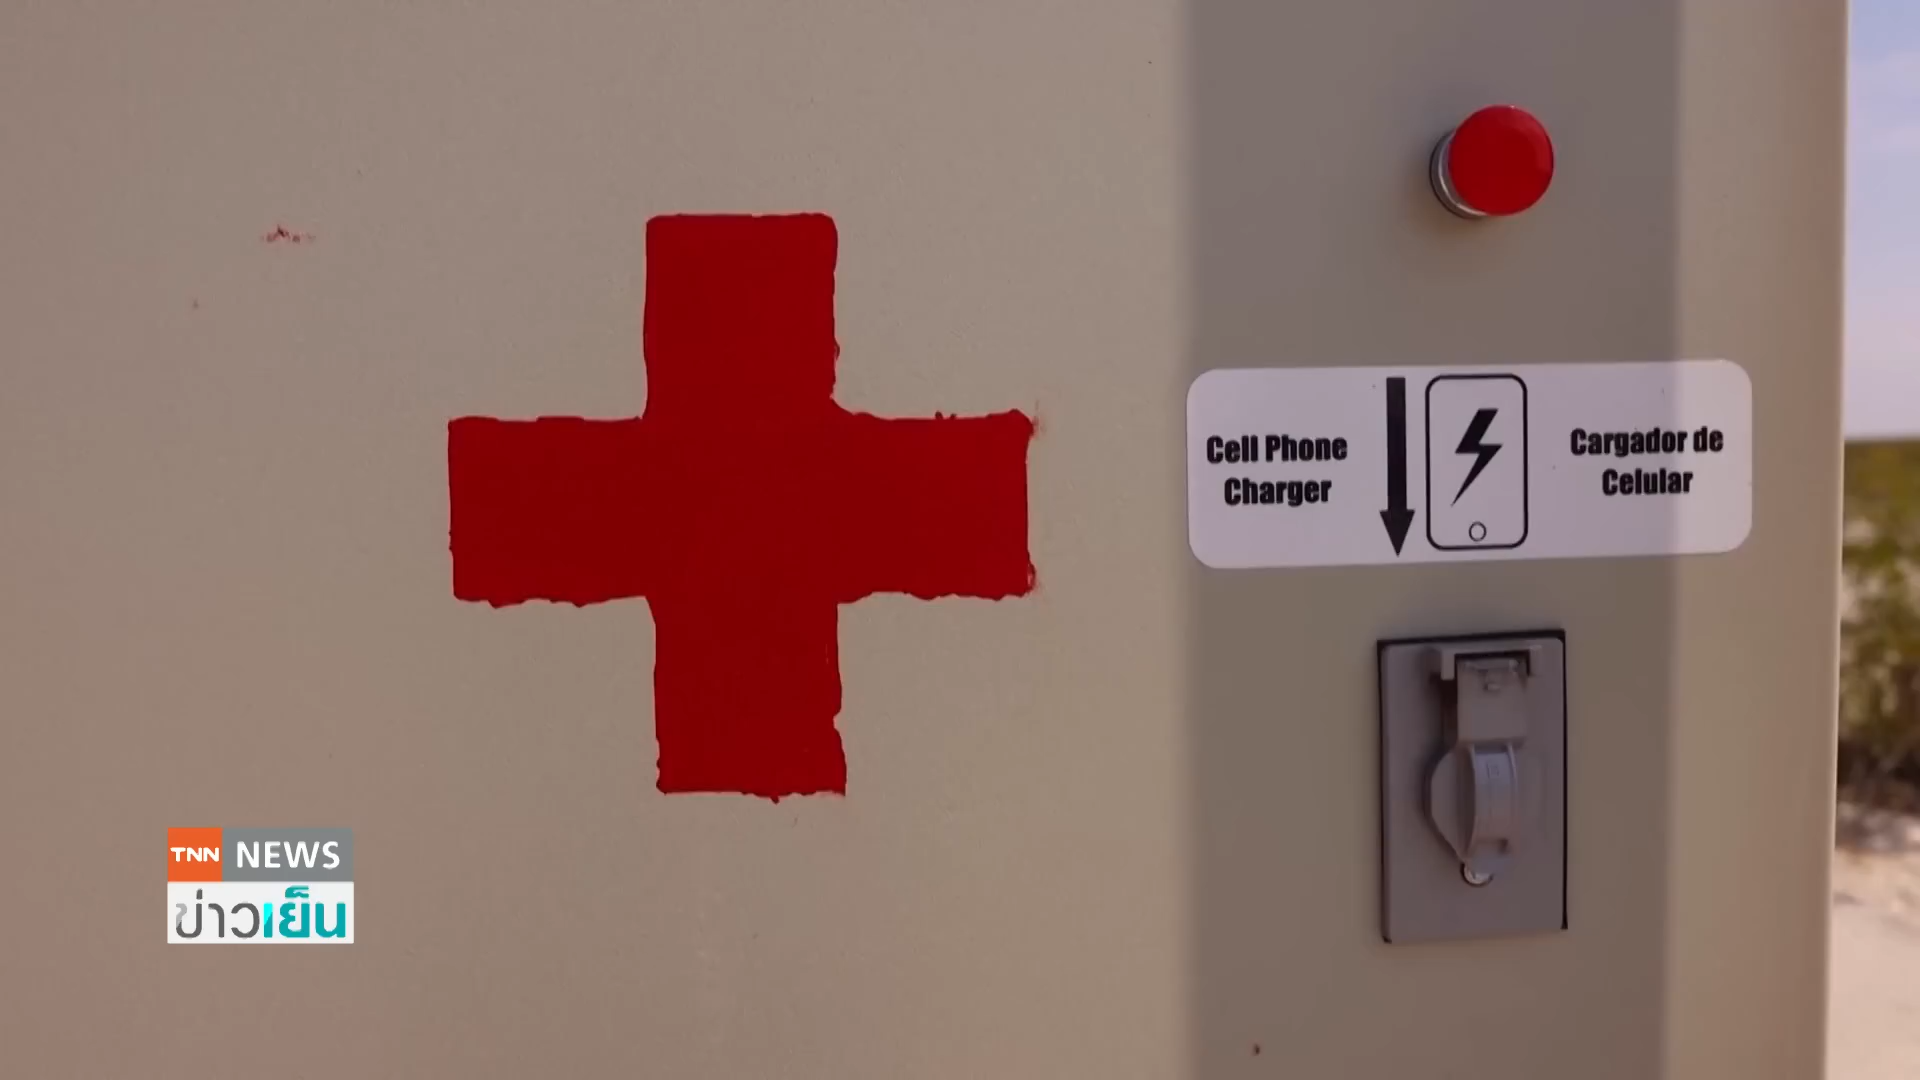 Cell Phone
Charger
Cargador de
Celular
TNN NEWS
ข่าวเย็น